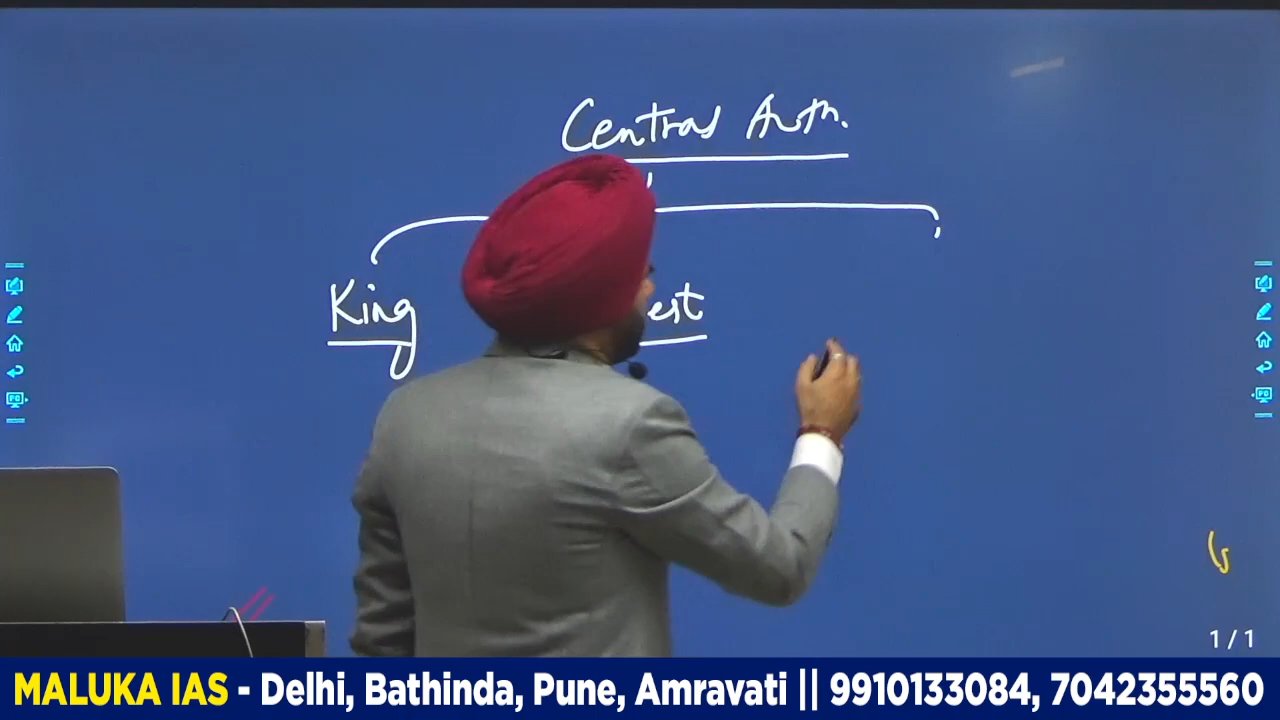 Central Auth.
King est
1/1
MALUKA IAS - Delhi, Bathinda, Pune, Amravati || 9910133084, 7042355560